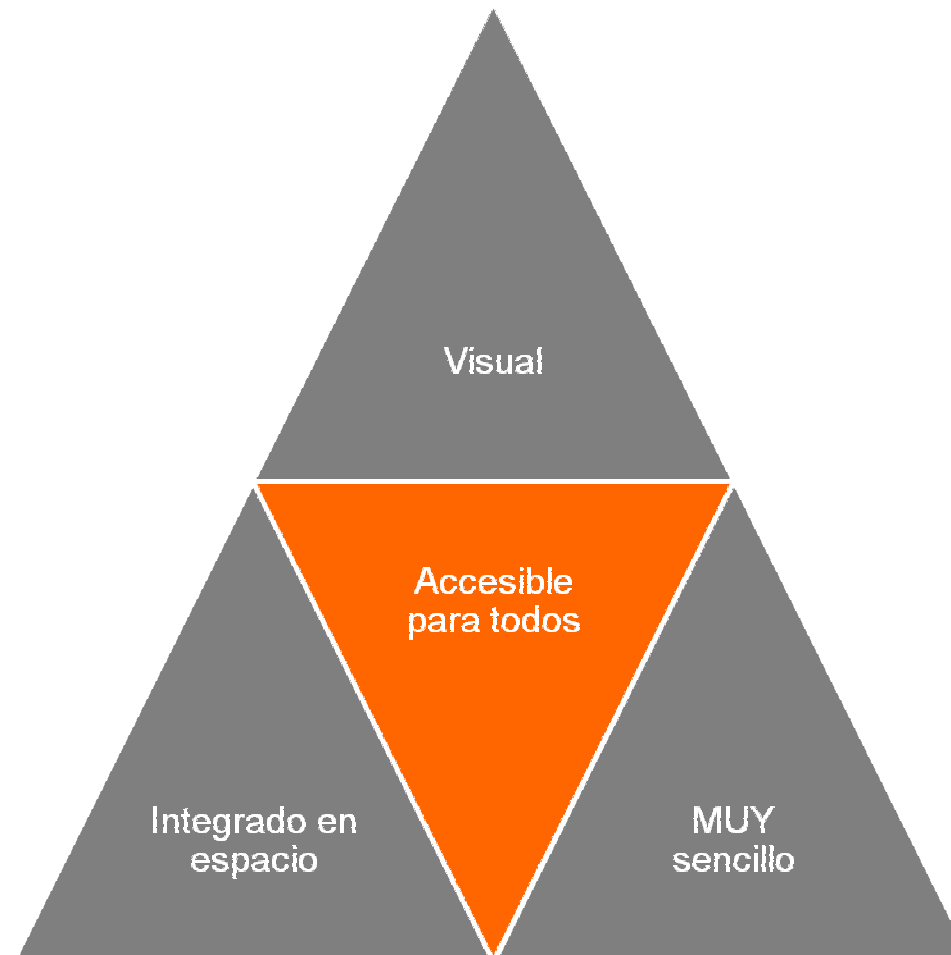 Visual
Accesible
para todos
Integrado en
espacio
MUY
sencillo